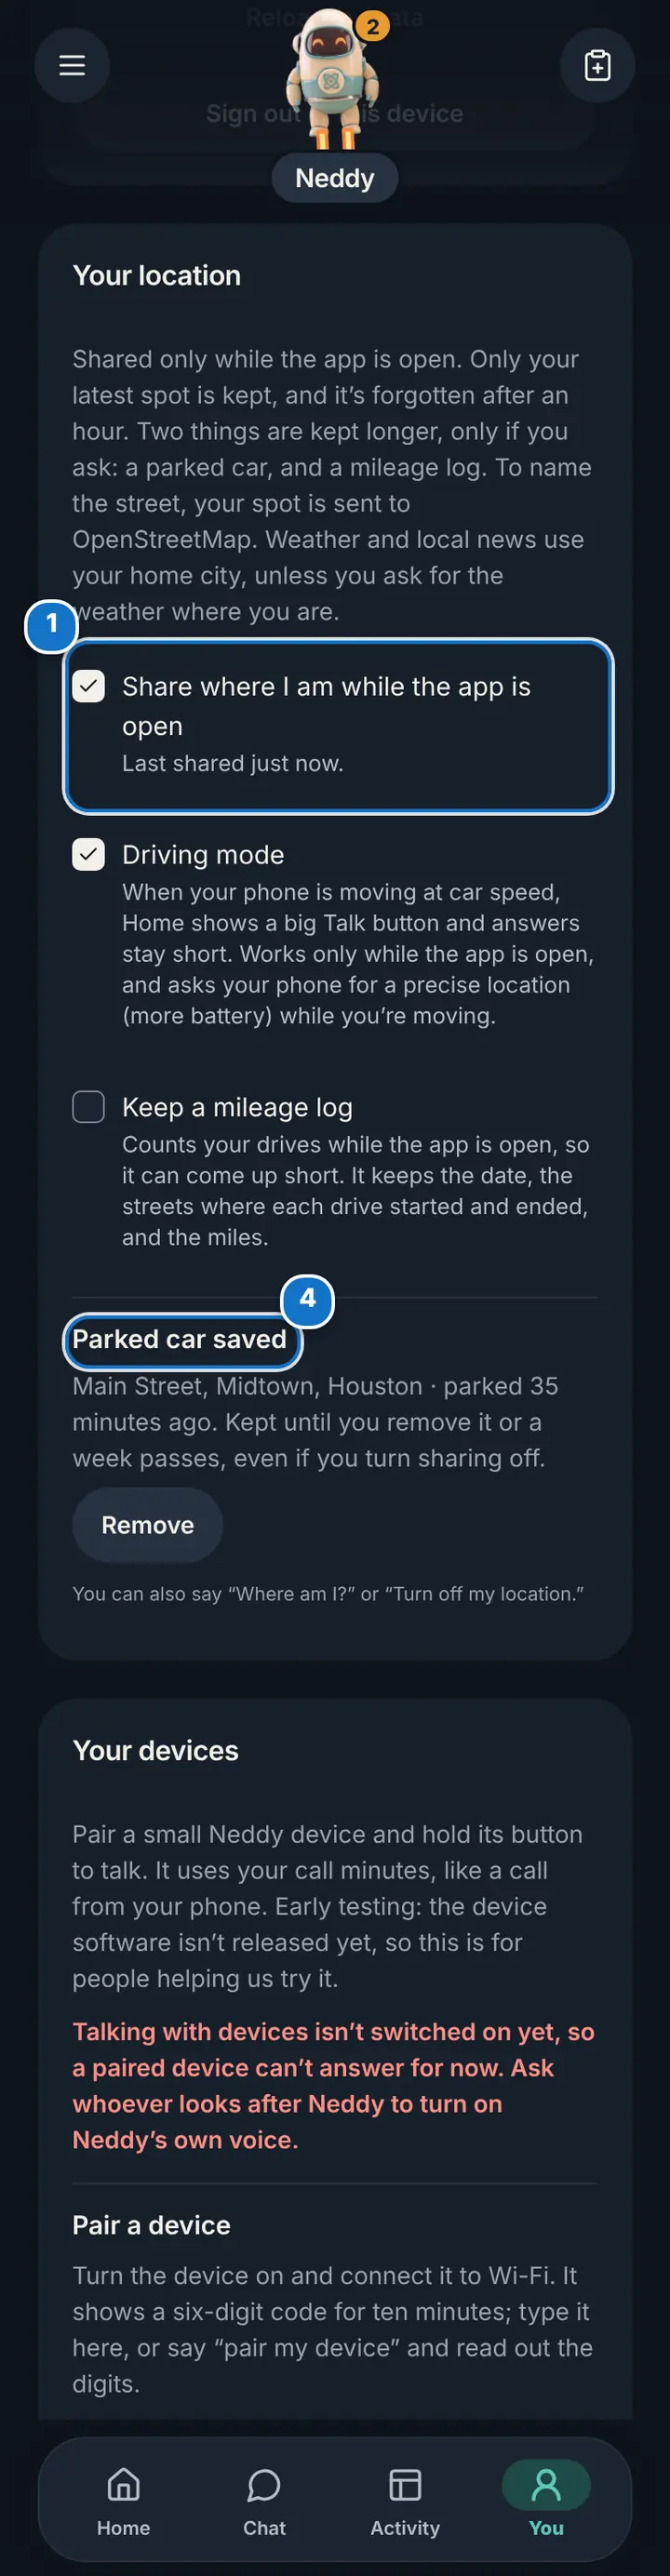 2
Sign out
is device
Neddy
Your location
Shared only while the app is open. Only your
latest spot is kept, and it’s forgotten after an
hour. Two things are kept longer, only if you
ask: a parked car, and a mileage log. To name
the street, your spot is sent to
OpenStreetMap. Weather and local news use
your home city, unless you ask for the
weather where you are.
1
Share where I am while the app is
open
Last shared just now.
Driving mode
When your phone is moving at car speed,
Home shows a big Talk button and answers
stay short. Works only while the app is open,
and asks your phone for a precise location
(more battery) while you’re moving.
Keep a mileage log
Counts your drives while the app is open, so
it can come up short. It keeps the date, the
streets where each drive started and ended,
and the miles.
4
Parked car saved
Main Street, Midtown, Houston · parked 35
minutes ago. Kept until you remove it or a
week passes, even if you turn sharing off.
Remove
You can also say “Where am I?” or “Turn off my location.”
Your devices
Pair a small Neddy device and hold its button
to talk. It uses your call minutes, like a call
from your phone. Early testing: the device
software isn’t released yet, so this is for
people helping us try it.
Talking with devices isn’t switched on yet, so
a paired device can’t answer for now. Ask
whoever looks after Neddy to turn on
Neddy’s own voice.
Pair a device
Turn the device on and connect it to Wi-Fi. It
shows a six-digit code for ten minutes; type it
here, or say “pair my device” and read out the
digits.
Home
Chat
Activity
You